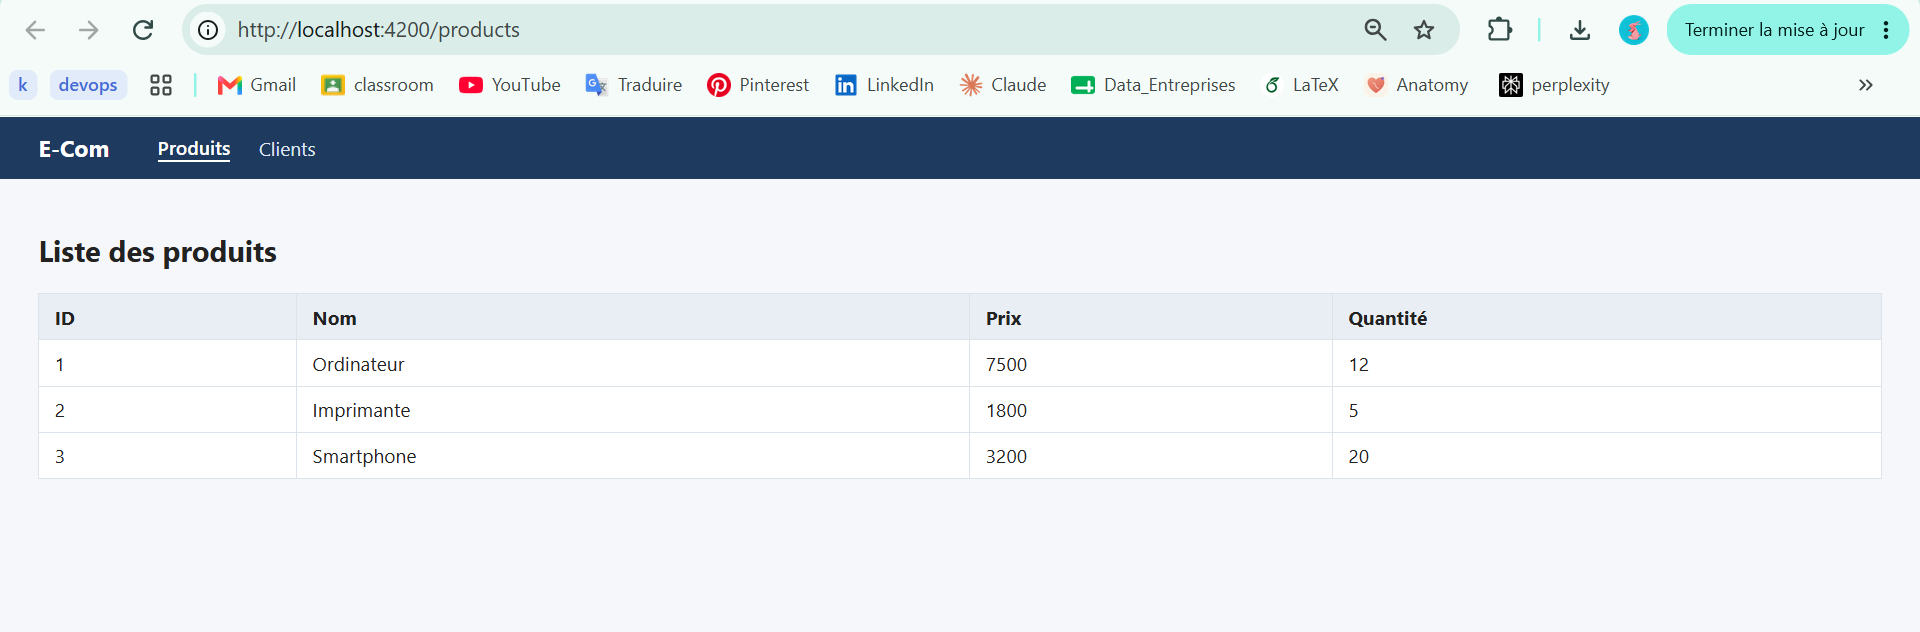 http://localhost:4200/products
Terminer la mise à jour
k devops Gmail classroom YouTube Traduire Pinterest LinkedIn Claude Data_Entreprises LaTeX Anatomy perplexity »
E-Com Produits Clients
Liste des produits
ID Nom Prix Quantité
1 Ordinateur 7500 12
2 Imprimante 1800 5
3 Smartphone 3200 20